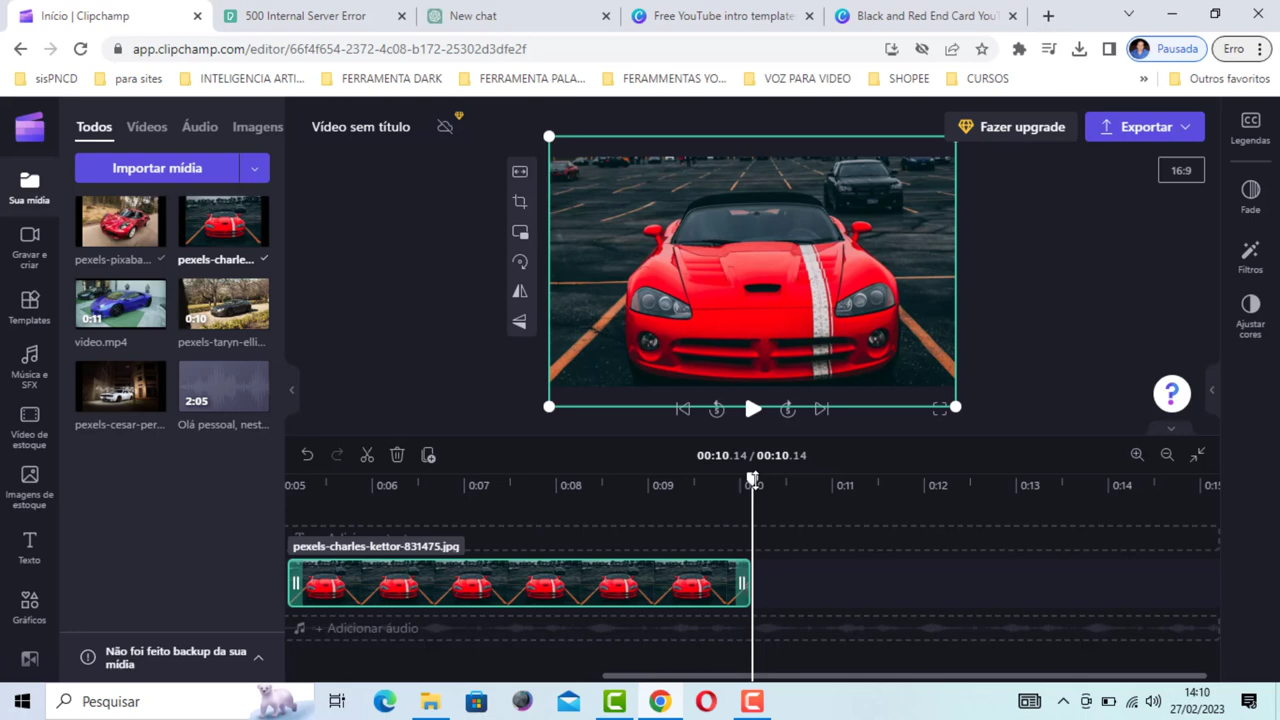 Início | Clipchamp
500 Internal Server Error
New chat
Free YouTube intro template
Black and Red End Card You
app.clipchamp.com/editor/66f4f654-2372-4c08-b172-25302d3dfe2f
Pausada
Erro
sisPNCD
para sites
INTELIGENCIA ARTI...
FERRAMENTA DARK
FERRAMENTA PALA...
FERAMMENTAS YO...
VOZ PARA VIDEO
SHOPEE
CURSOS
»
Outros favoritos
Todos
Vídeos
Áudio
Imagens
Vídeo sem título
Fazer upgrade
Exportar
Legendas
Importar mídia
16:9
Sua mídia
Fade
pexels-pixaba...
pexels-charle...
Gravar e
criar
Filtros
0:11
0:10
Templates
video.mp4
pexels-taryn-elli...
Ajustar
cores
Música e
SFX
2:05
pexels-cesar-per...
Olá pessoal, nest...
Vídeo de
estoque
00:10.14 / 00:10.14
Imagens de
estoque
0:05
0:06
0:07
0:08
0:09
0:11
0:12
0:13
0:14
0:15
pexels-charles-kettor-831475.jpg
Texto
Gráficos
+ Adicionar áudio
Não foi feito backup da sua
mídia
Pesquisar
14:10
27/02/2023